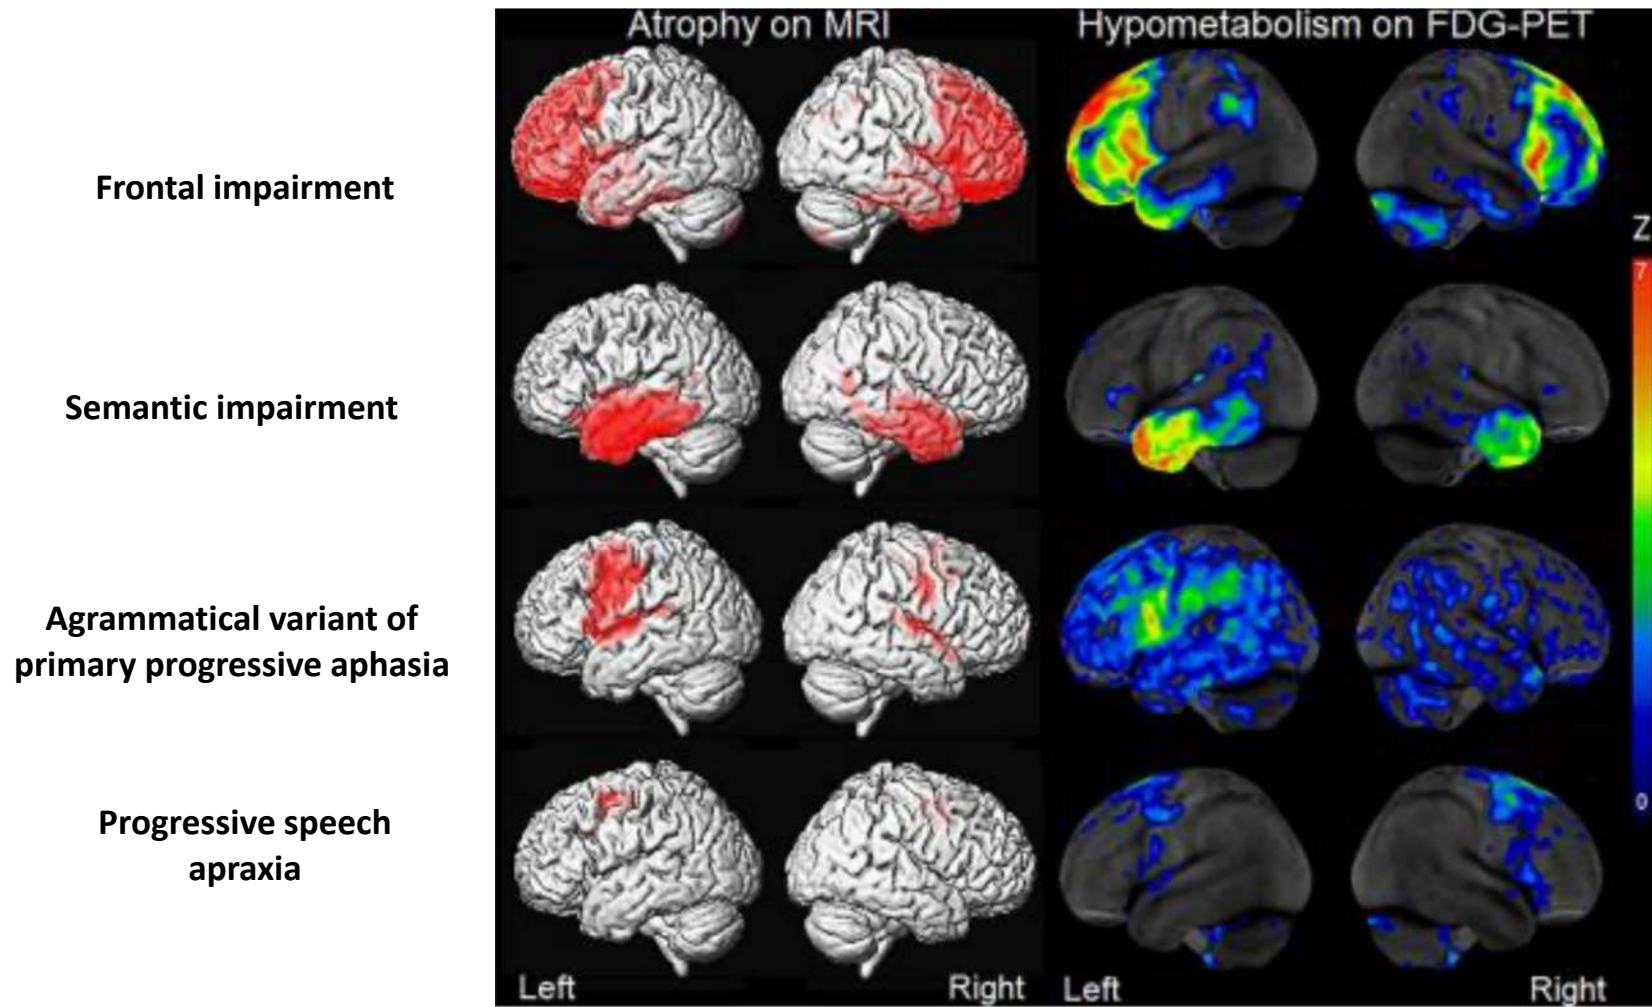 Atrophy on MRI
Hypometabolism on FDG-PET
Frontal impairment
Z
7
Semantic impairment
Agrammatical variant of
primary progressive aphasia
0
Progressive speech
apraxia
Left
Right
Left
Right